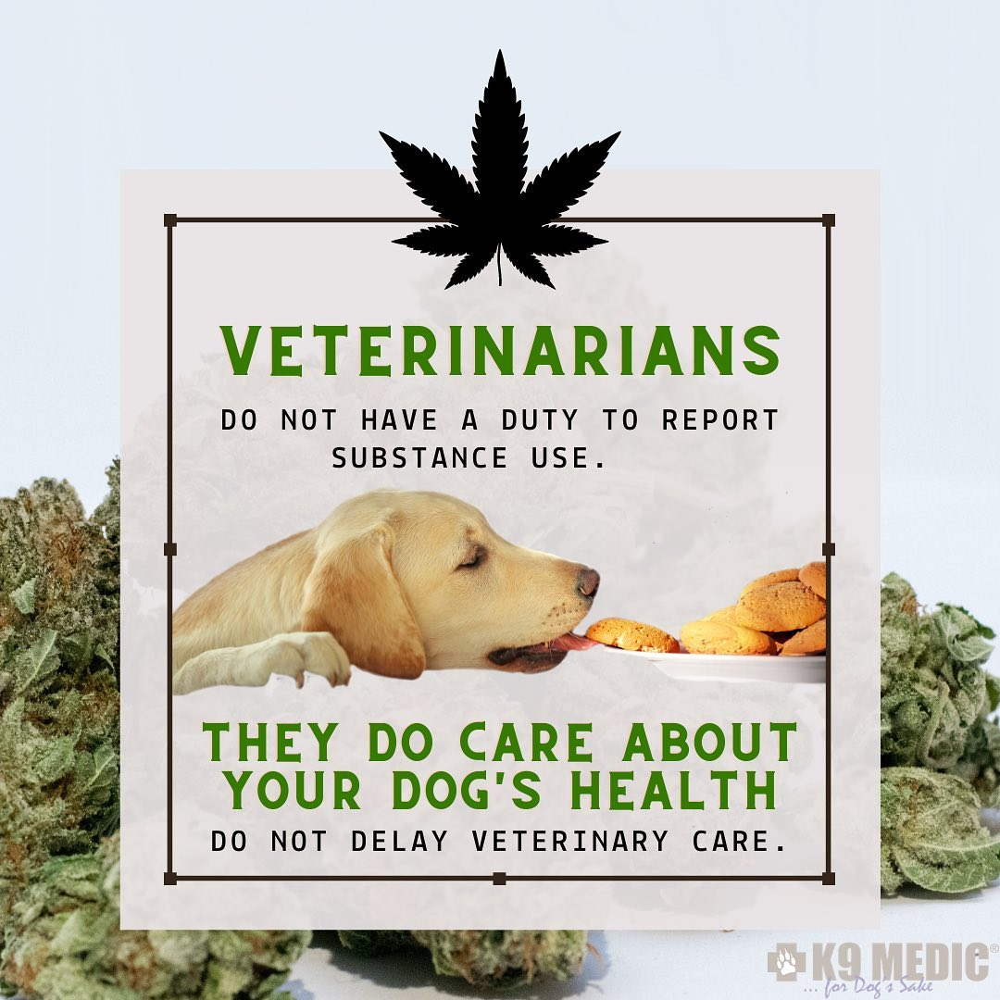 VETERINARIANS
DO NOT HAVE A DUTY TO REPORT
SUBSTANCE USE.
THEY DO CARE ABOUT
YOUR DOG'S HEALTH
DO NOT DELAY VETERINARY CARE.
K9 MEDIC®
... for Dog's Sake